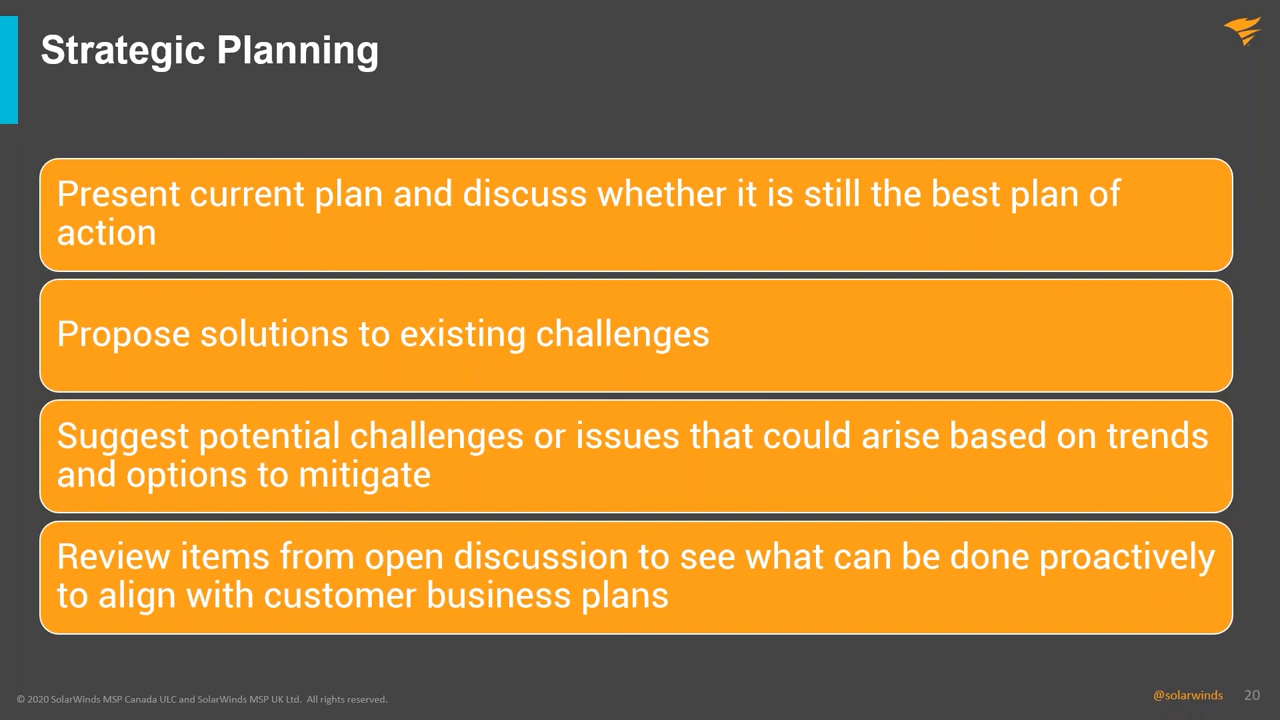 Strategic Planning
Present current plan and discuss whether it is still the best plan of
action
Propose solutions to existing challenges
Suggest potential challenges or issues that could arise based on trends
and options to mitigate
Review items from open discussion to see what can be done proactively
to align with customer business plans
© 2020 SolarWinds MSP Canada ULC and SolarWinds MSP UK Ltd. All rights reserved.
@solarwinds 20